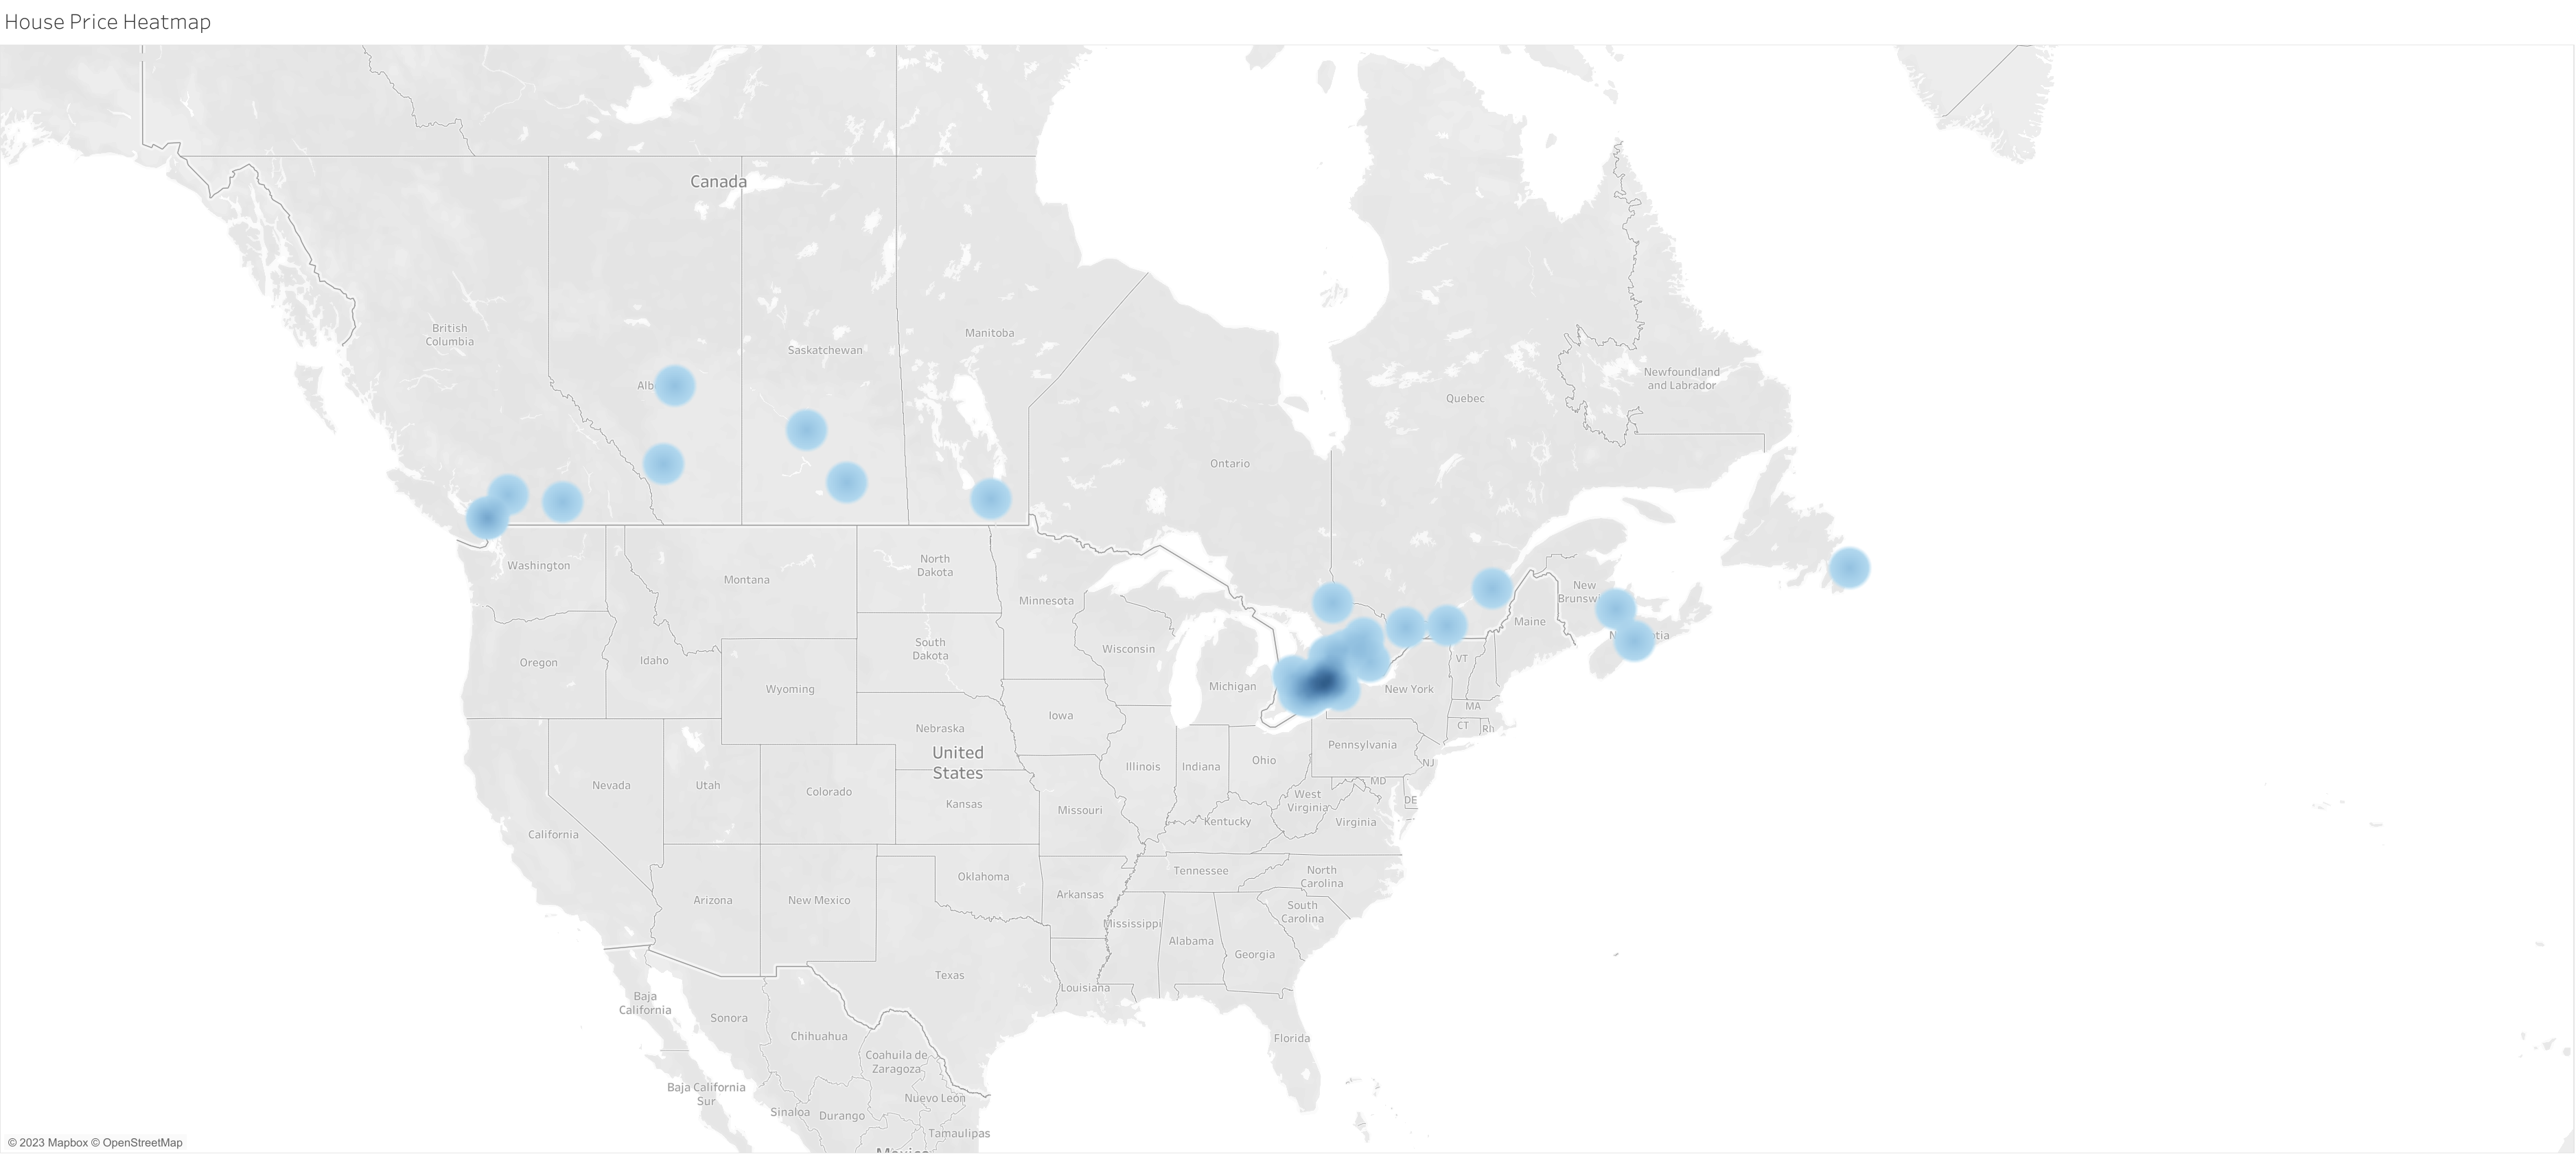 House Price Heatmap
Canada
British
Columbia
Alb
Saskatchewan
Manitoba
Ontario
Quebec
Newfoundland
and Labrador
New
Brunsw
N
tia
Washington
Montana
North
Dakota
Minnesota
Maine
Oregon
Idaho
South
Dakota
Wisconsin
VT
Wyoming
Michigan
New York
Iowa
MA
Nebraska
CT
RI
United
States
Pennsylvania
Nevada
Utah
Colorado
Illinois
Indiana
Ohio
NJ
MD
Kansas
Missouri
West
Virginia
DE
California
Kentucky
Virginia
Tennessee
Oklahoma
North
Carolina
Arizona
New Mexico
Arkansas
South
Carolina
Mississippi
Alabama
Georgia
Texas
Louisiana
Baja
California
Sonora
Chihuahua
Florida
Coahuila de
Zaragoza
Baja California
Sur
Nuevo León
Sinaloa
Durango
Tamaulipas
© 2023 Mapbox © OpenStreetMap